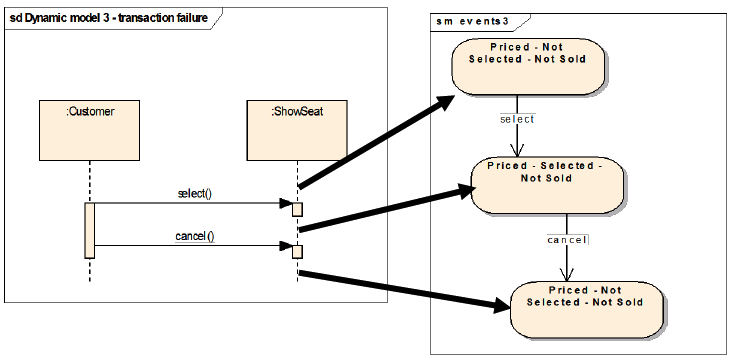 sd Dynamic model 3 - transaction failure
:Customer
:ShowSeat
select()
cancel()
sm events3
Priced - Not
Selected - Not Sold
select
Priced - Selected -
Not Sold
cancel
Priced - Not
Selected - Not Sold